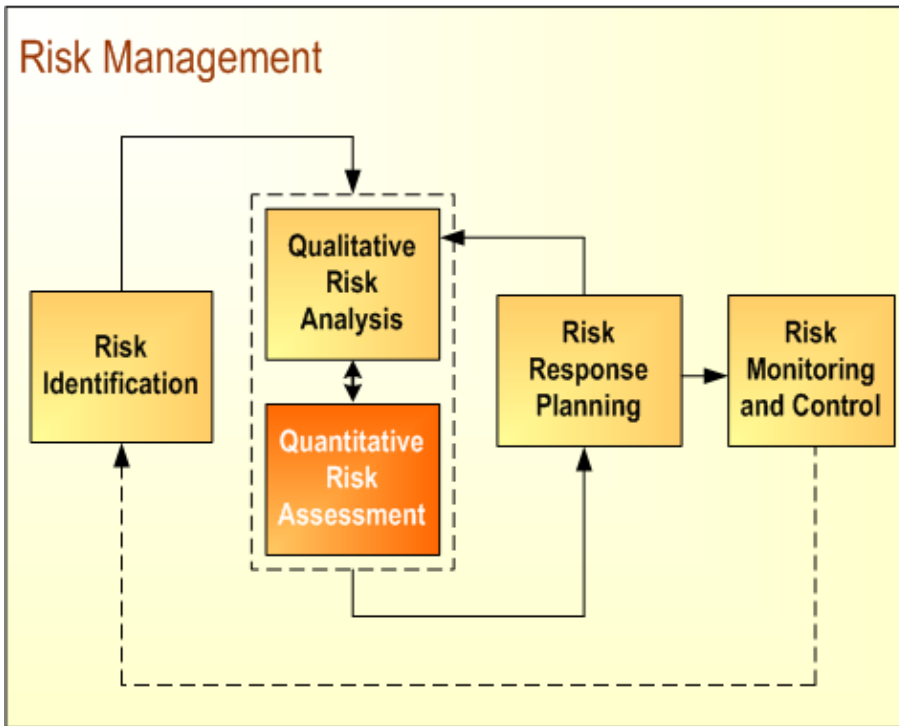 Risk Management
Risk
Identification
Qualitative
Risk
Analysis
Quantitative
Risk
Assessment
Risk
Response
Planning
Risk
Monitoring
and Control